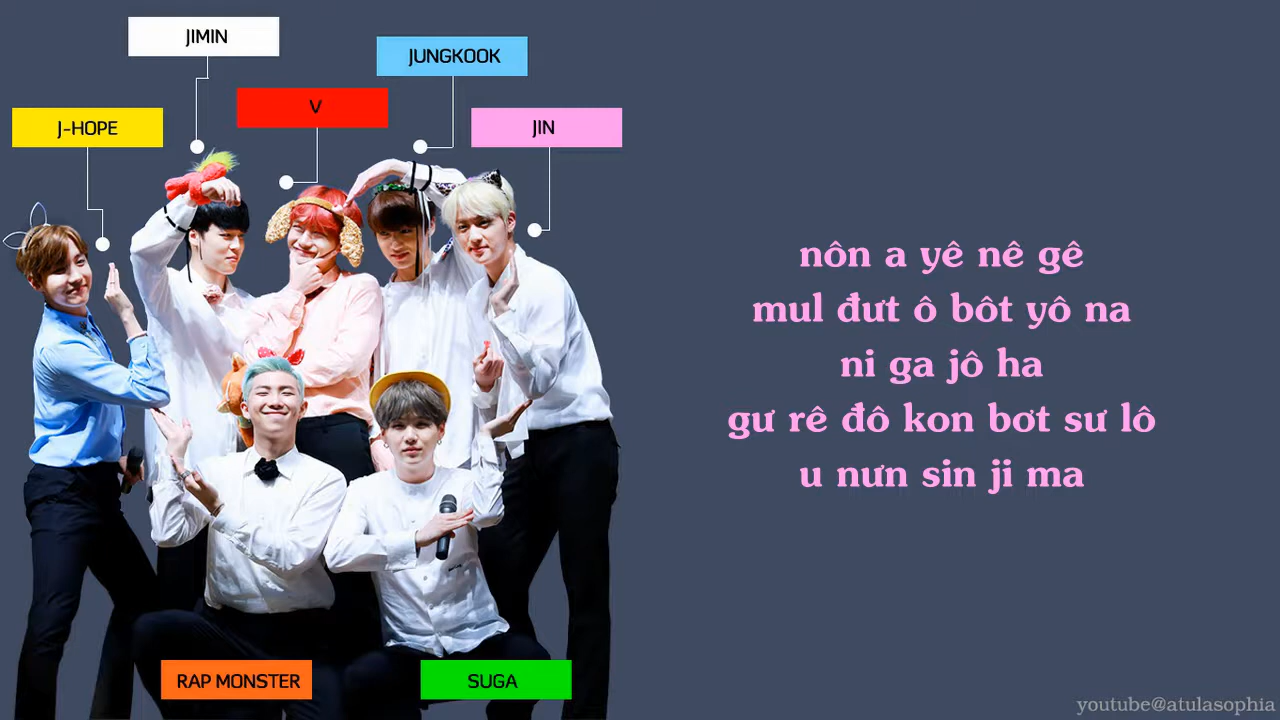 JIMIN
JUNGKOOK
V
J-HOPE
JIN
nôn a yê nê gê
mul đưt ô bôt yô na
ni ga jô ha
gư rê đô kon bơt sư lô
u nưn sin ji ma
RAP MONSTER
SUGA
youtube@atulasophia